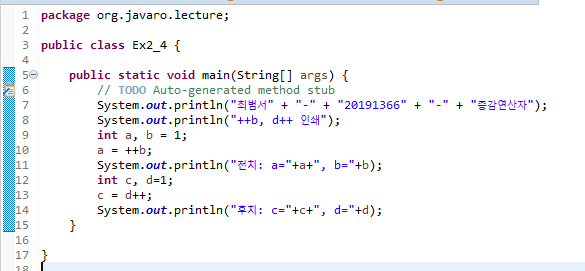 1 package org.javaro.lecture;
2
3 public class Ex2_4 {
4
5 public static void main(String[] args) {
6 // TODO Auto-generated method stub
7 System.out.println("최범서" + "-" + "20191366" + "-" + "증감연산자");
8 System.out.println("++b, d++ 인쇄");
9 int a, b = 1;
10 a = ++b;
11 System.out.println("전치: a="+a+", b="+b);
12 int c, d=1;
13 c = d++;
14 System.out.println("후치: c="+c+", d="+d);
15 }
16
17 }
18